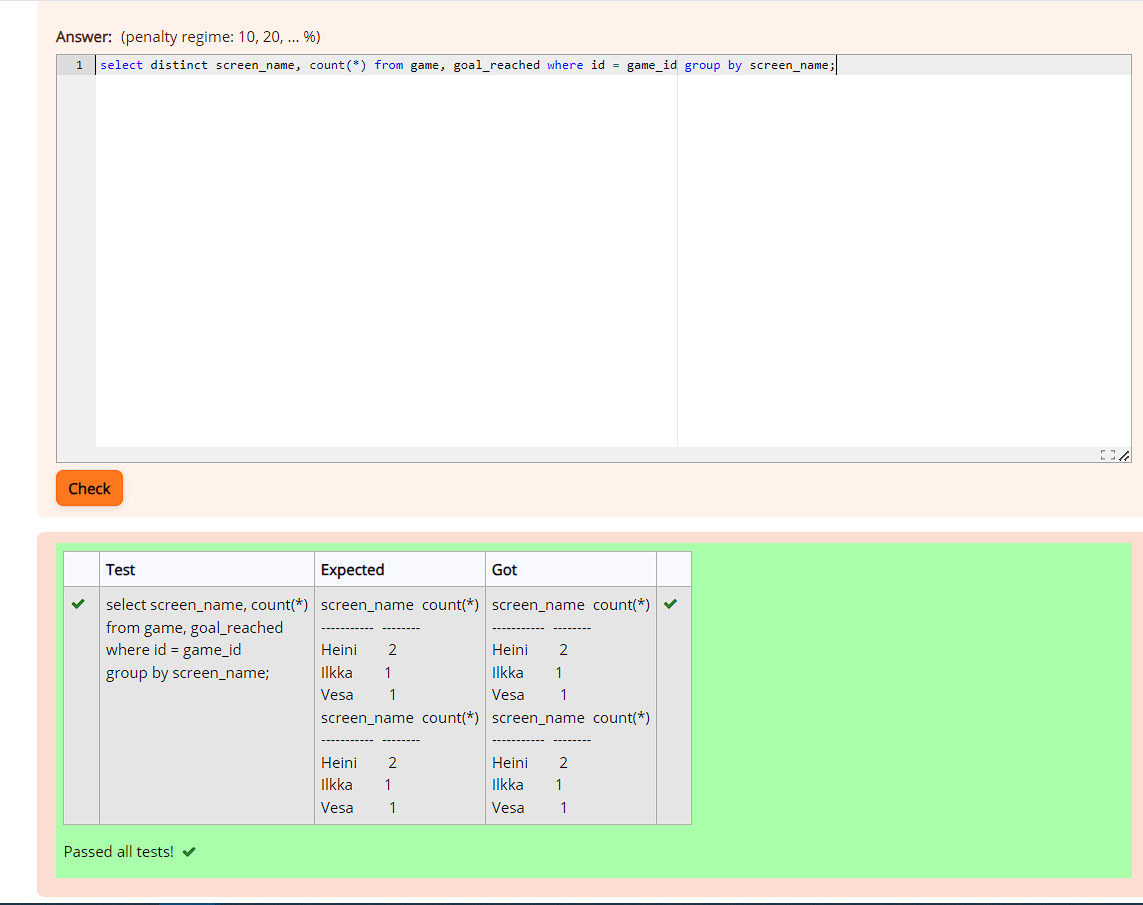 Answer: (penalty regime: 10, 20, ... %)
1 select distinct screen_name, count(*) from game, goal_reached where id = game_id group by screen_name;
Check
Test Expected Got
select screen_name, count(*) screen_name count(*) screen_name count(*)
from game, goal_reached ----------- -------- ----------- --------
where id = game_id Heini 2 Heini 2
group by screen_name; Ilkka 1 Ilkka 1
Vesa 1 Vesa 1
screen_name count(*) screen_name count(*)
----------- -------- ----------- --------
Heini 2 Heini 2
Ilkka 1 Ilkka 1
Vesa 1 Vesa 1
Passed all tests!